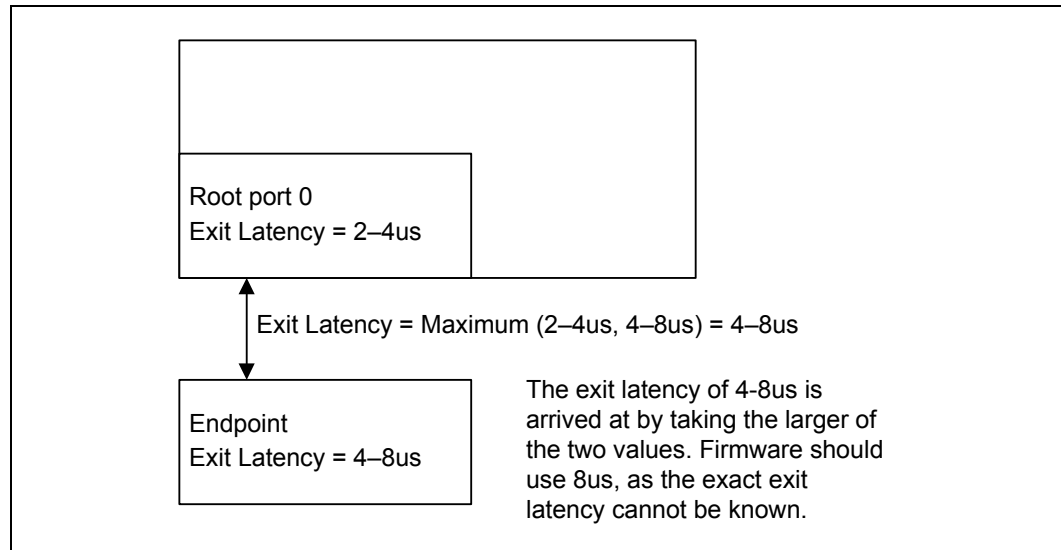 Root port 0
Exit Latency = 2–4us
Exit Latency = Maximum (2–4us, 4–8us) = 4–8us
Endpoint
Exit Latency = 4–8us
The exit latency of 4-8us is
arrived at by taking the larger of
the two values. Firmware should
use 8us, as the exact exit
latency cannot be known.